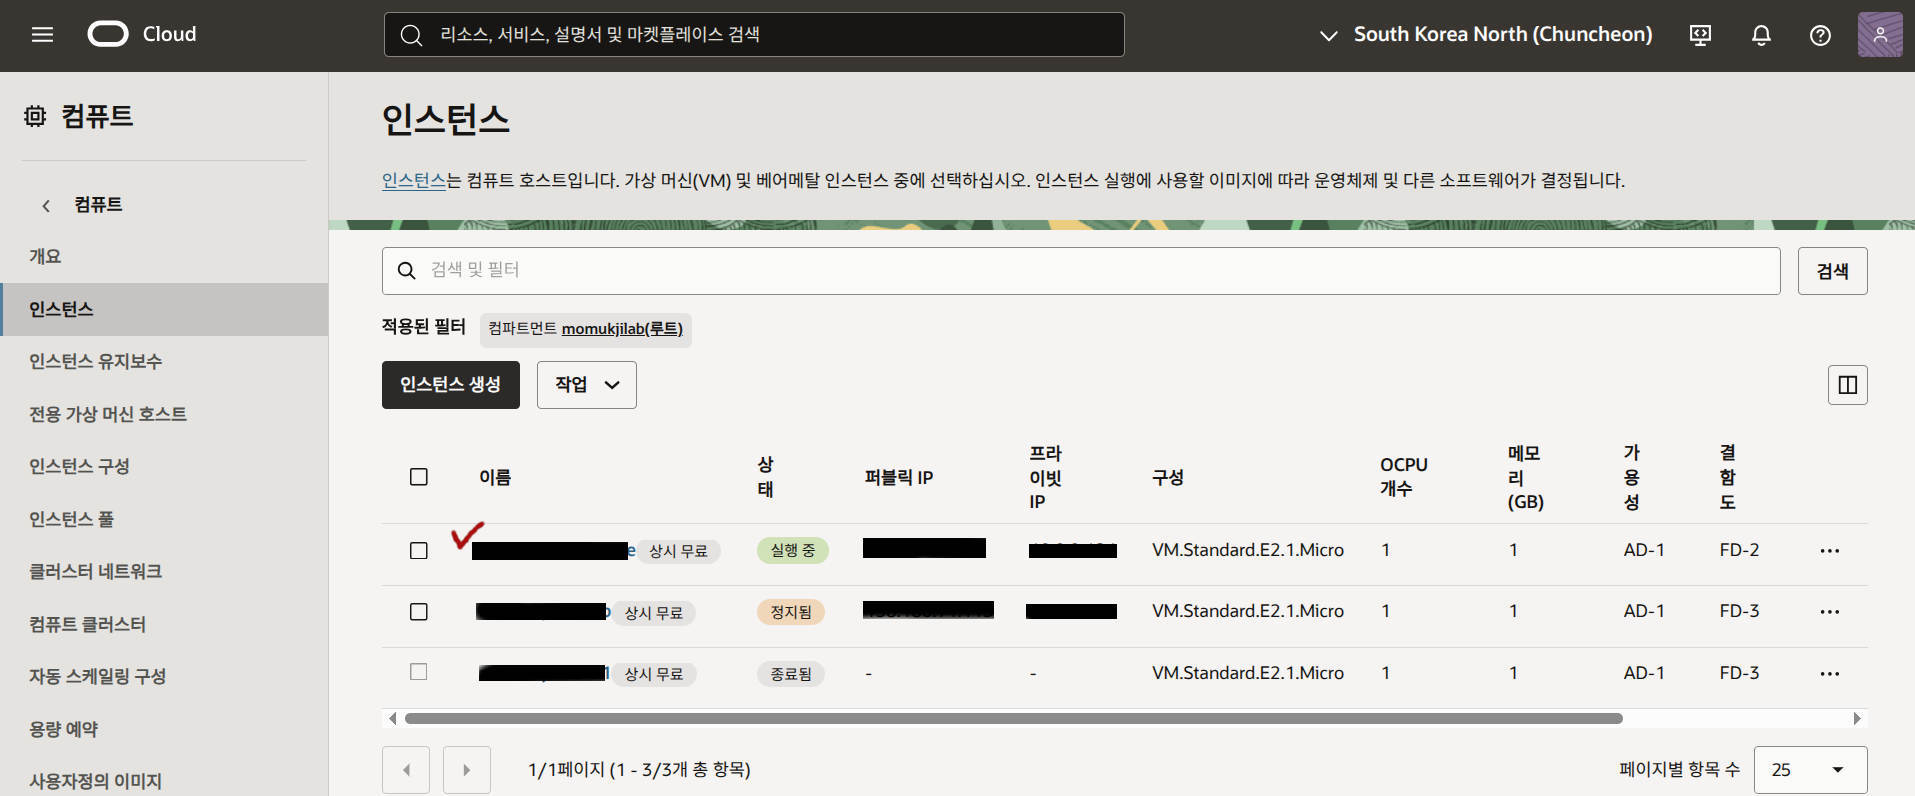 Cloud
리소스, 서비스, 설명서 및 마켓플레이스 검색
South Korea North (Chuncheon)
컴퓨트
컴퓨트
개요
인스턴스
인스턴스 유지보수
전용 가상 머신 호스트
인스턴스 구성
인스턴스 풀
클러스터 네트워크
컴퓨트 클러스터
자동 스케일링 구성
용량 예약
사용자정의 이미지
인스턴스
인스턴스는 컴퓨트 호스트입니다. 가상 머신(VM) 및 베어메탈 인스턴스 중에 선택하십시오. 인스턴스 실행에 사용할 이미지에 따라 운영체제 및 다른 소프트웨어가 결정됩니다.
검색 및 필터
검색
적용된 필터 컴파트먼트 momukjilab(루트)
인스턴스 생성
작업
이름
상
태
퍼블릭 IP
프라
이빗
IP
구성
OCPU
개수
메모
리
(GB)
가
용
성
결
함
도
상시 무료 실행 중 VM.Standard.E2.1.Micro 1 1 AD-1 FD-2
상시 무료 정지됨 VM.Standard.E2.1.Micro 1 1 AD-1 FD-3
상시 무료 종료됨 - - VM.Standard.E2.1.Micro 1 1 AD-1 FD-3
1/1페이지 (1 - 3/3개 총 항목)
페이지별 항목 수 25